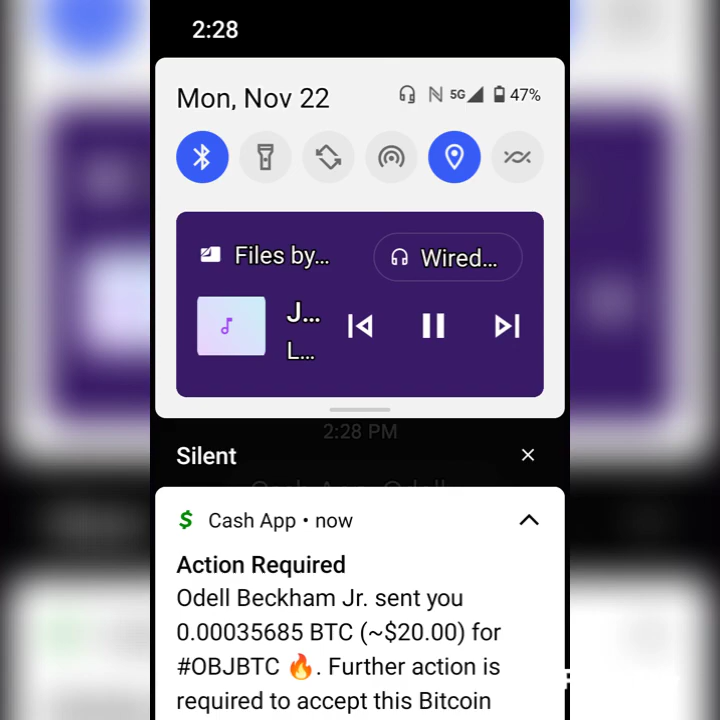 2:28
Mon, Nov 22
5G 47%
Files by...
Wired...
J...
L...
2:28 PM
Silent
Cash App • now
Action Required
Odell Beckham Jr. sent you
0.00035685 BTC (~$20.00) for
#OBJBTC 🔥. Further action is
required to accept this Bitcoin